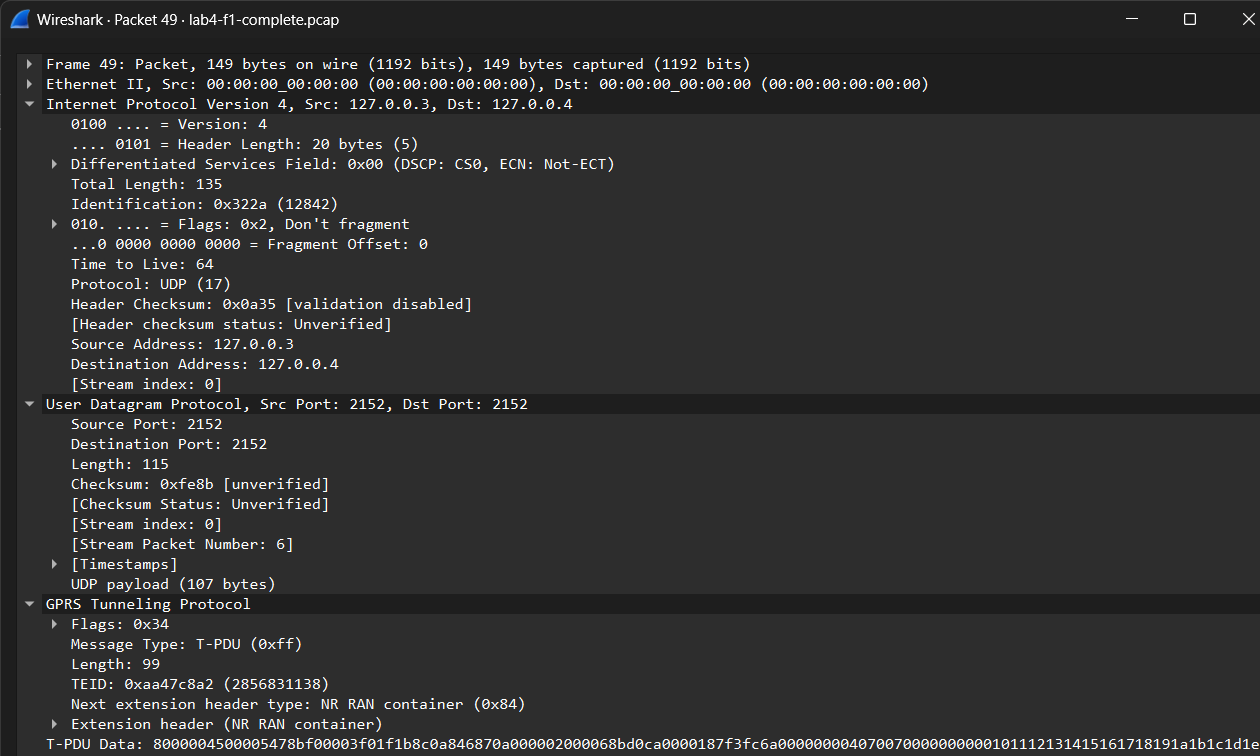 Wireshark · Packet 49 · lab4-f1-complete.pcap
Frame 49: Packet, 149 bytes on wire (1192 bits), 149 bytes captured (1192 bits)
Ethernet II, Src: 00:00:00_00:00:00 (00:00:00:00:00:00), Dst: 00:00:00_00:00:00 (00:00:00:00:00:00)
Internet Protocol Version 4, Src: 127.0.0.3, Dst: 127.0.0.4
0100 .... = Version: 4
.... 0101 = Header Length: 20 bytes (5)
Differentiated Services Field: 0x00 (DSCP: CS0, ECN: Not-ECT)
Total Length: 135
Identification: 0x322a (12842)
010. .... = Flags: 0x2, Don't fragment
...0 0000 0000 0000 = Fragment Offset: 0
Time to Live: 64
Protocol: UDP (17)
Header Checksum: 0x0a35 [validation disabled]
[Header checksum status: Unverified]
Source Address: 127.0.0.3
Destination Address: 127.0.0.4
[Stream index: 0]
User Datagram Protocol, Src Port: 2152, Dst Port: 2152
Source Port: 2152
Destination Port: 2152
Length: 115
Checksum: 0xfe8b [unverified]
[Checksum Status: Unverified]
[Stream index: 0]
[Stream Packet Number: 6]
[Timestamps]
UDP payload (107 bytes)
GPRS Tunneling Protocol
Flags: 0x34
Message Type: T-PDU (0xff)
Length: 99
TEID: 0xaa47c8a2 (2856831138)
Next extension header type: NR RAN container (0x84)
Extension header (NR RAN container)
T-PDU Data: 8000004500005478bf00003f01f1b8c0a846870a000002000068bd0ca0000187f3fc6a00000000407007000000000010111213141516171819​1a1b1c1d1e